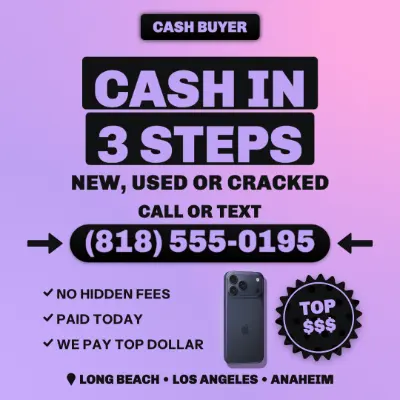 CASH BUYER
CASH IN
3 STEPS
NEW, USED OR CRACKED
CALL OR TEXT
(818) 555-0195
NO HIDDEN FEES
PAID TODAY
WE PAY TOP DOLLAR
TOP
$$$
LONG BEACH • LOS ANGELES • ANAHEIM